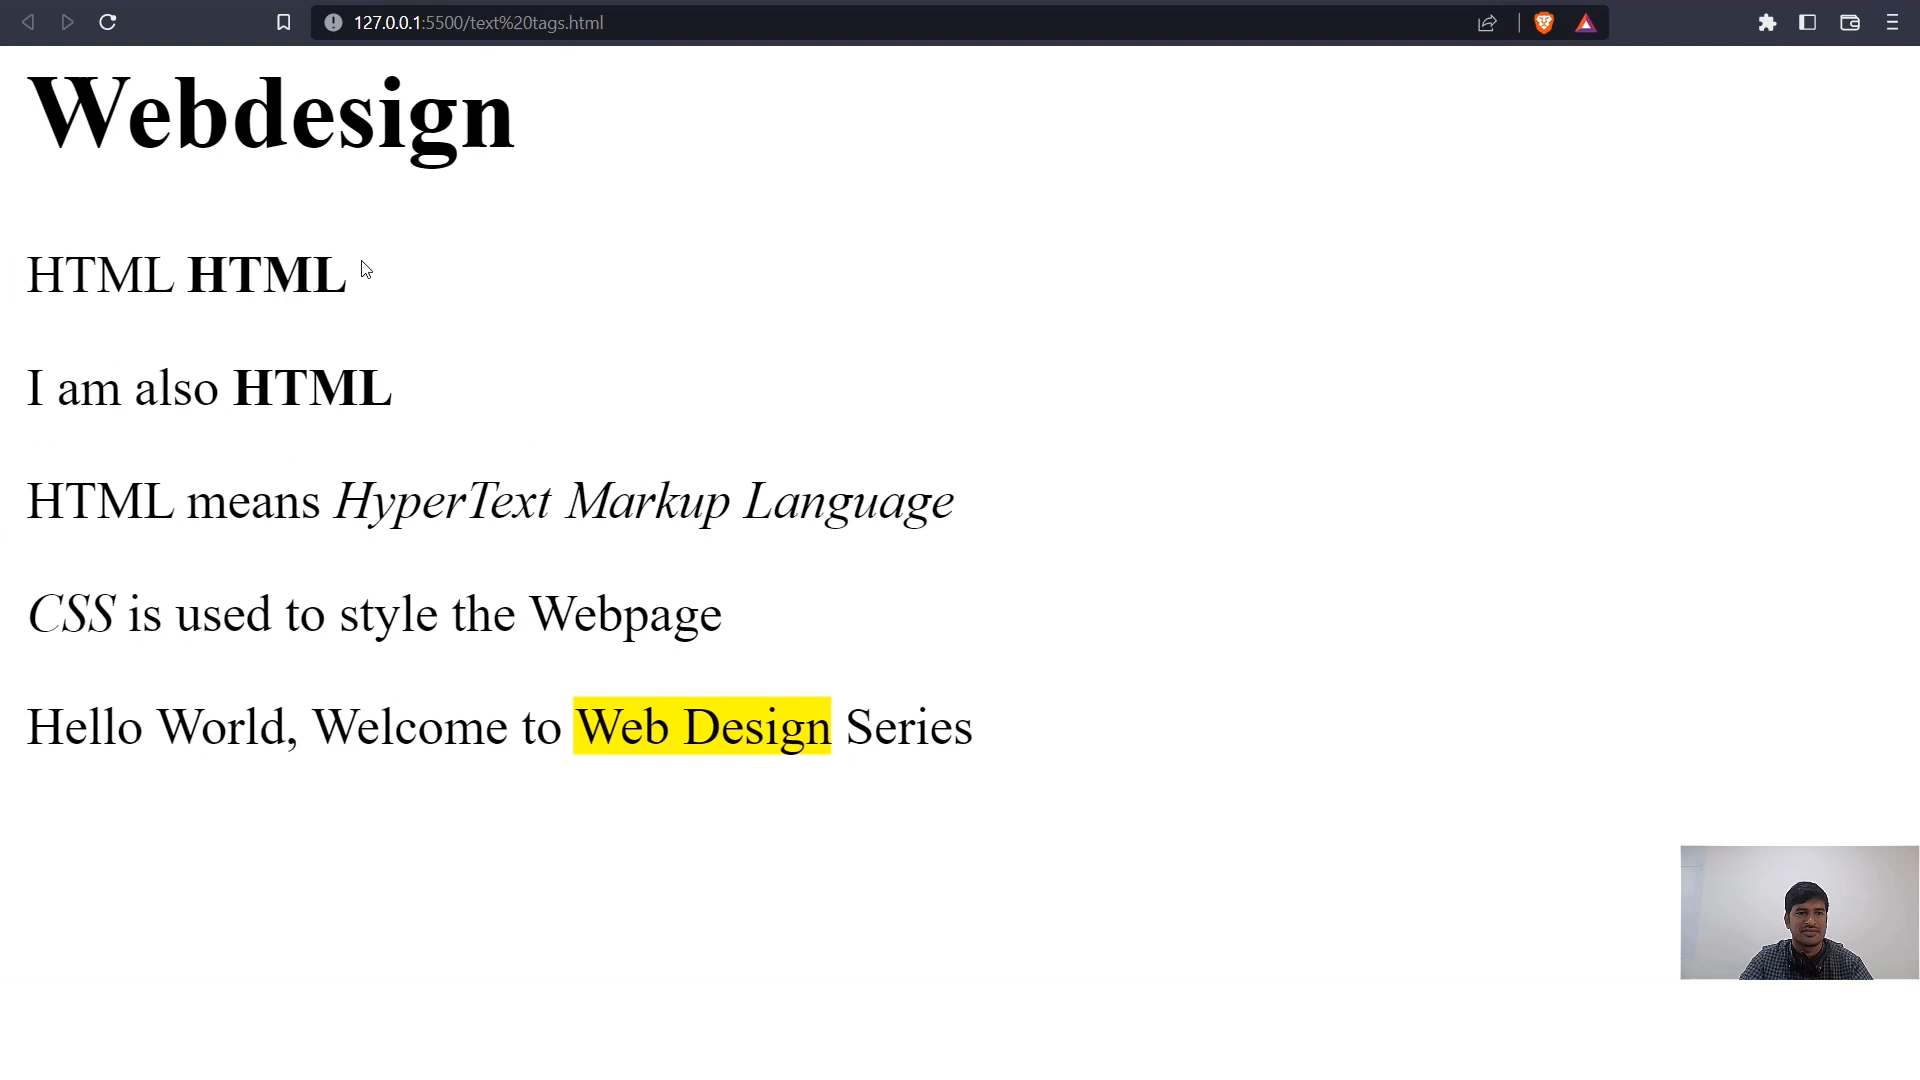 127.0.0.1:5500/text%20tags.html
Webdesign
HTML HTML
I am also HTML
HTML means HyperText Markup Language
CSS is used to style the Webpage
Hello World, Welcome to Web Design Series